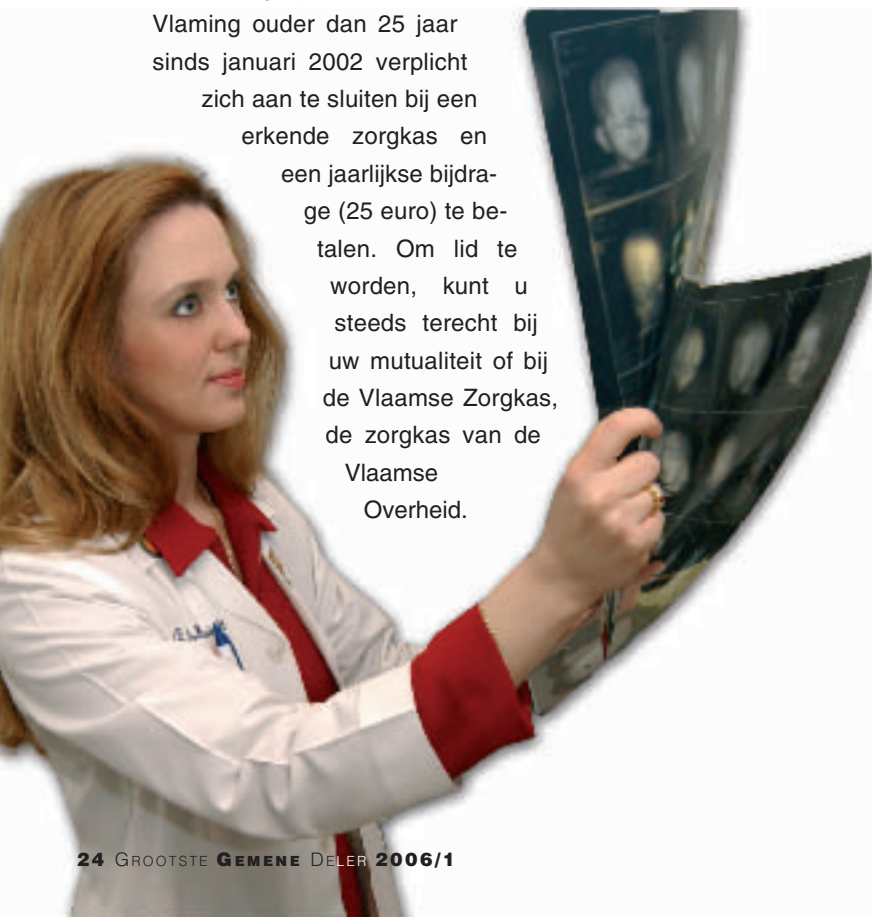 Vlaming ouder dan 25 jaar
sinds januari 2002 verplicht
zich aan te sluiten bij een
erkende zorgkas en
een jaarlijkse bijdra-
ge (25 euro) te be-
talen. Om lid te
worden, kunt u
steeds terecht bij
uw mutualiteit of bij
de Vlaamse Zorgkas,
de zorgkas van de
Vlaamse
Overheid.
24 GROOTSTE GEMENE DELER 2006/1